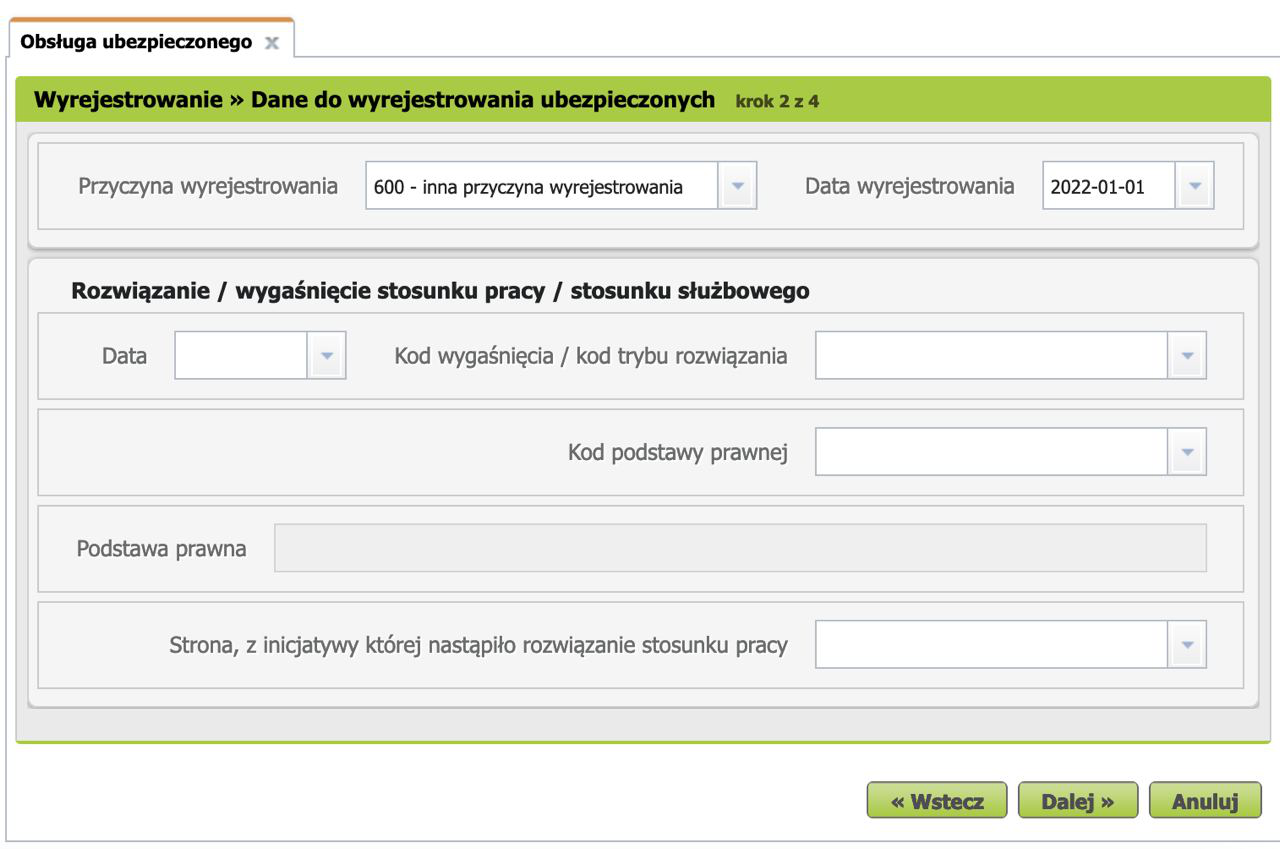 Obsługa ubezpieczonego x
Wyrejestrowanie » Dane do wyrejestrowania ubezpieczonych krok 2 z 4
Przyczyna wyrejestrowania 600 - inna przyczyna wyrejestrowania Data wyrejestrowania 2022-01-01
Rozwiązanie / wygaśnięcie stosunku pracy / stosunku służbowego
Data Kod wygaśnięcia / kod trybu rozwiązania
Kod podstawy prawnej
Podstawa prawna
Strona, z inicjatywy której nastąpiło rozwiązanie stosunku pracy
« Wstecz Dalej » Anuluj